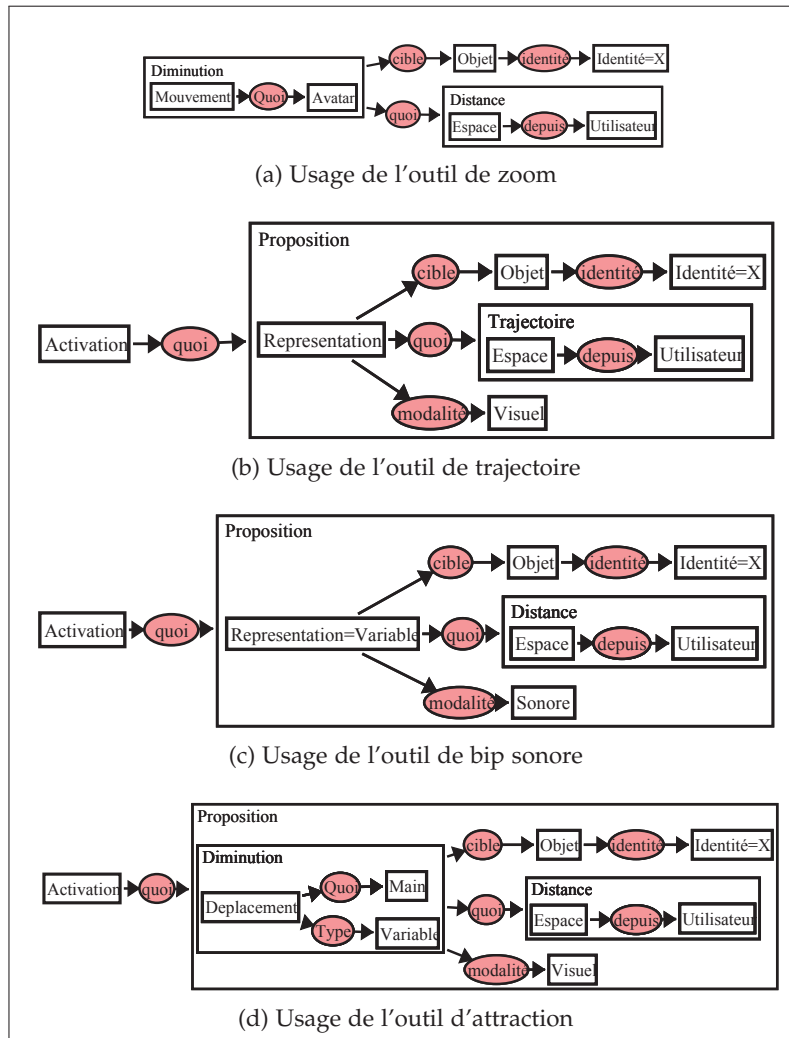 cible Objet identité Identité=X
Diminution
Mouvement Quoi Avatar
quoi Distance
Espace depuis Utilisateur
(a) Usage de l'outil de zoom
Proposition
cible Objet identité Identité=X
Trajectoire
Activation quoi Representation quoi Espace depuis Utilisateur
modalité Visuel
(b) Usage de l'outil de trajectoire
Proposition
cible Objet identité Identité=X
Distance
Activation quoi Representation=Variable quoi Espace depuis Utilisateur
modalité Sonore
(c) Usage de l'outil de bip sonore
Proposition
cible Objet identité Identité=X
Diminution
Activation quoi Deplacement Quoi Main
Type Variable
quoi Distance
Espace depuis Utilisateur
modalité Visuel
(d) Usage de l'outil d'attraction